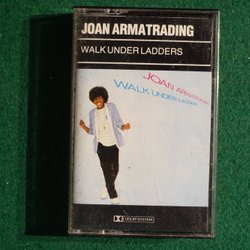 JOAN ARMATRADING
WALK UNDER LADDERS
JOAN ARMATRADING
WALK UNDER LADDERS
DOLBY SYSTEM